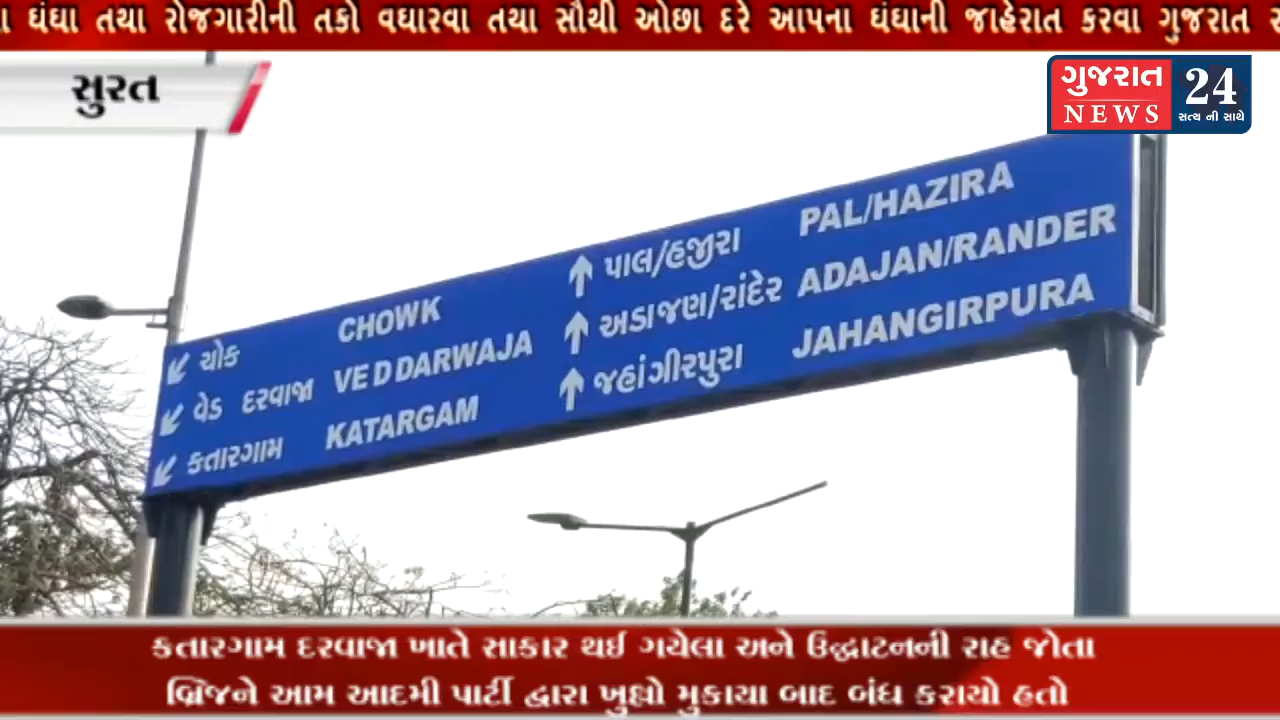 ધંધા તથા રોજગારીની તકો વધારવા તથા સૌથી ઓછા દરે આપના ધંધાની જાહેરાત કરવા ગુજરાત
સુરત
ગુજરાત
NEWS
24
સત્ય ની સાથે
ચોક CHOWK
વેડ દરવાજા VED DARWAJA
કતારગામ KATARGAM
પાલ/હજીરા PAL/HAZIRA
અડાજણ/રાંદેર ADAJAN/RANDER
જહાંગીરપુરા JAHANGIRPURA
કતારગામ દરવાજા ખાતે સાકાર થઈ ગયેલા અને ઉદ્ઘાટનની રાહ જોતા
બ્રિજને આમ આદમી પાર્ટી દ્વારા ખુલ્લો મુકાયા બાદ બંધ કરાયો હતો